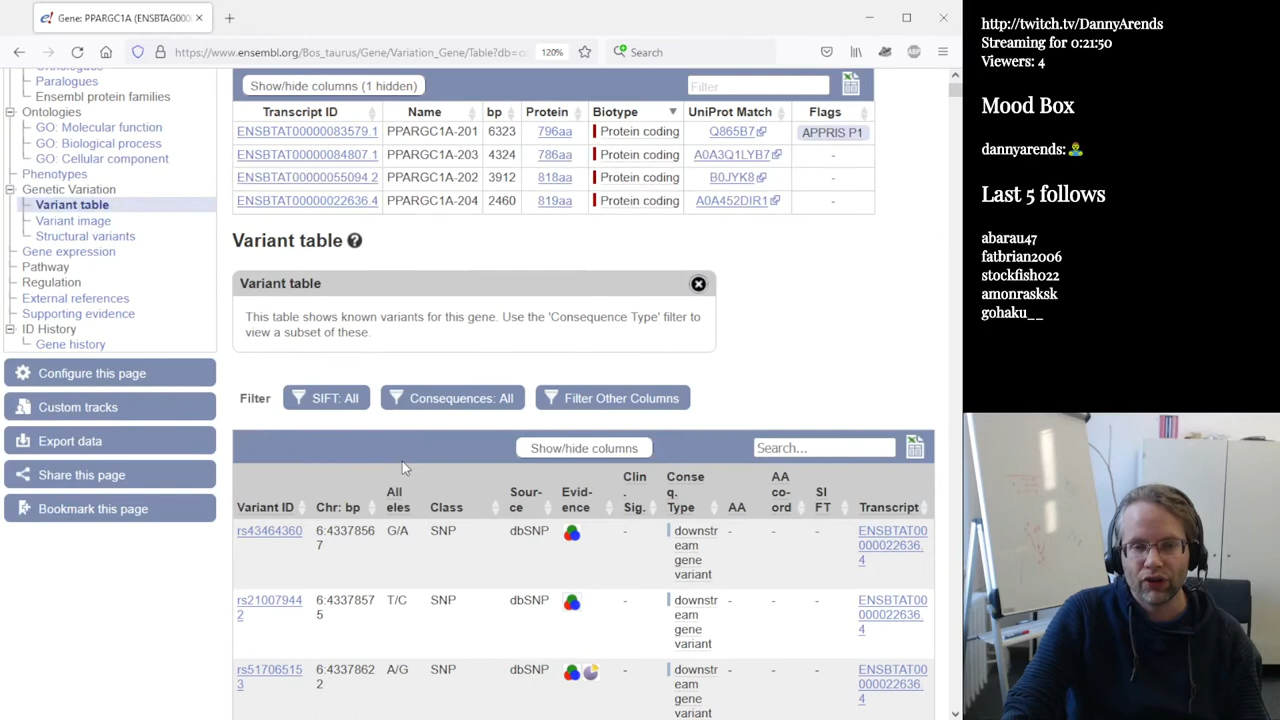 Gene: PPARGC1A (ENSBTAG000
https://www.ensembl.org/Bos_taurus/Gene/Variation_Gene/Table?db=co
120%
Search
http://twitch.tv/DannyArends
Streaming for 0:21:50
Viewers: 4
Mood Box
dannyarends:
Last 5 follows
abarau47
fatbrian2006
stockfish022
amonrasksk
gohaku__
Paralogues
Ensembl protein families
Ontologies
GO: Molecular function
GO: Biological process
GO: Cellular component
Phenotypes
Genetic Variation
Variant table
Variant image
Structural variants
Gene expression
Pathway
Regulation
External references
Supporting evidence
ID History
Gene history
Configure this page
Custom tracks
Export data
Share this page
Bookmark this page
Show/hide columns (1 hidden)
Filter
Transcript ID Name bp Protein Biotype UniProt Match Flags
ENSBTAT00000083579.1 PPARGC1A-201 6323 796aa Protein coding Q865B7 APPRIS P1
ENSBTAT00000084807.1 PPARGC1A-203 4324 786aa Protein coding A0A3Q1LYB7 -
ENSBTAT00000055094.2 PPARGC1A-202 3912 818aa Protein coding B0JYK8 -
ENSBTAT00000022636.4 PPARGC1A-204 2460 819aa Protein coding A0A452DIR1 -
Variant table
Variant table
This table shows known variants for this gene. Use the 'Consequence Type' filter to
view a subset of these.
Filter SIFT: All Consequences: All Filter Other Columns
Show/hide columns
Search...
Variant ID
Chr: bp
All
eles
Class
Sour-
ce
Evid-
ence
Clin
.
Sig.
Conse
q.
Type
AA
AA
co-
ord
SI
FT
Transcript
rs43464360
6:4337856
7
G/A
SNP
dbSNP
-
downstr
eam
gene
variant
-
-
-
ENSBTAT00
000022636.
4
rs21007944
2
6:4337857
5
T/C
SNP
dbSNP
-
downstr
eam
gene
variant
-
-
-
ENSBTAT00
000022636.
4
rs51706515
3
6:4337862
2
A/G
SNP
dbSNP
-
downstr
eam
gene
variant
-
-
-
ENSBTAT00
000022636.
4